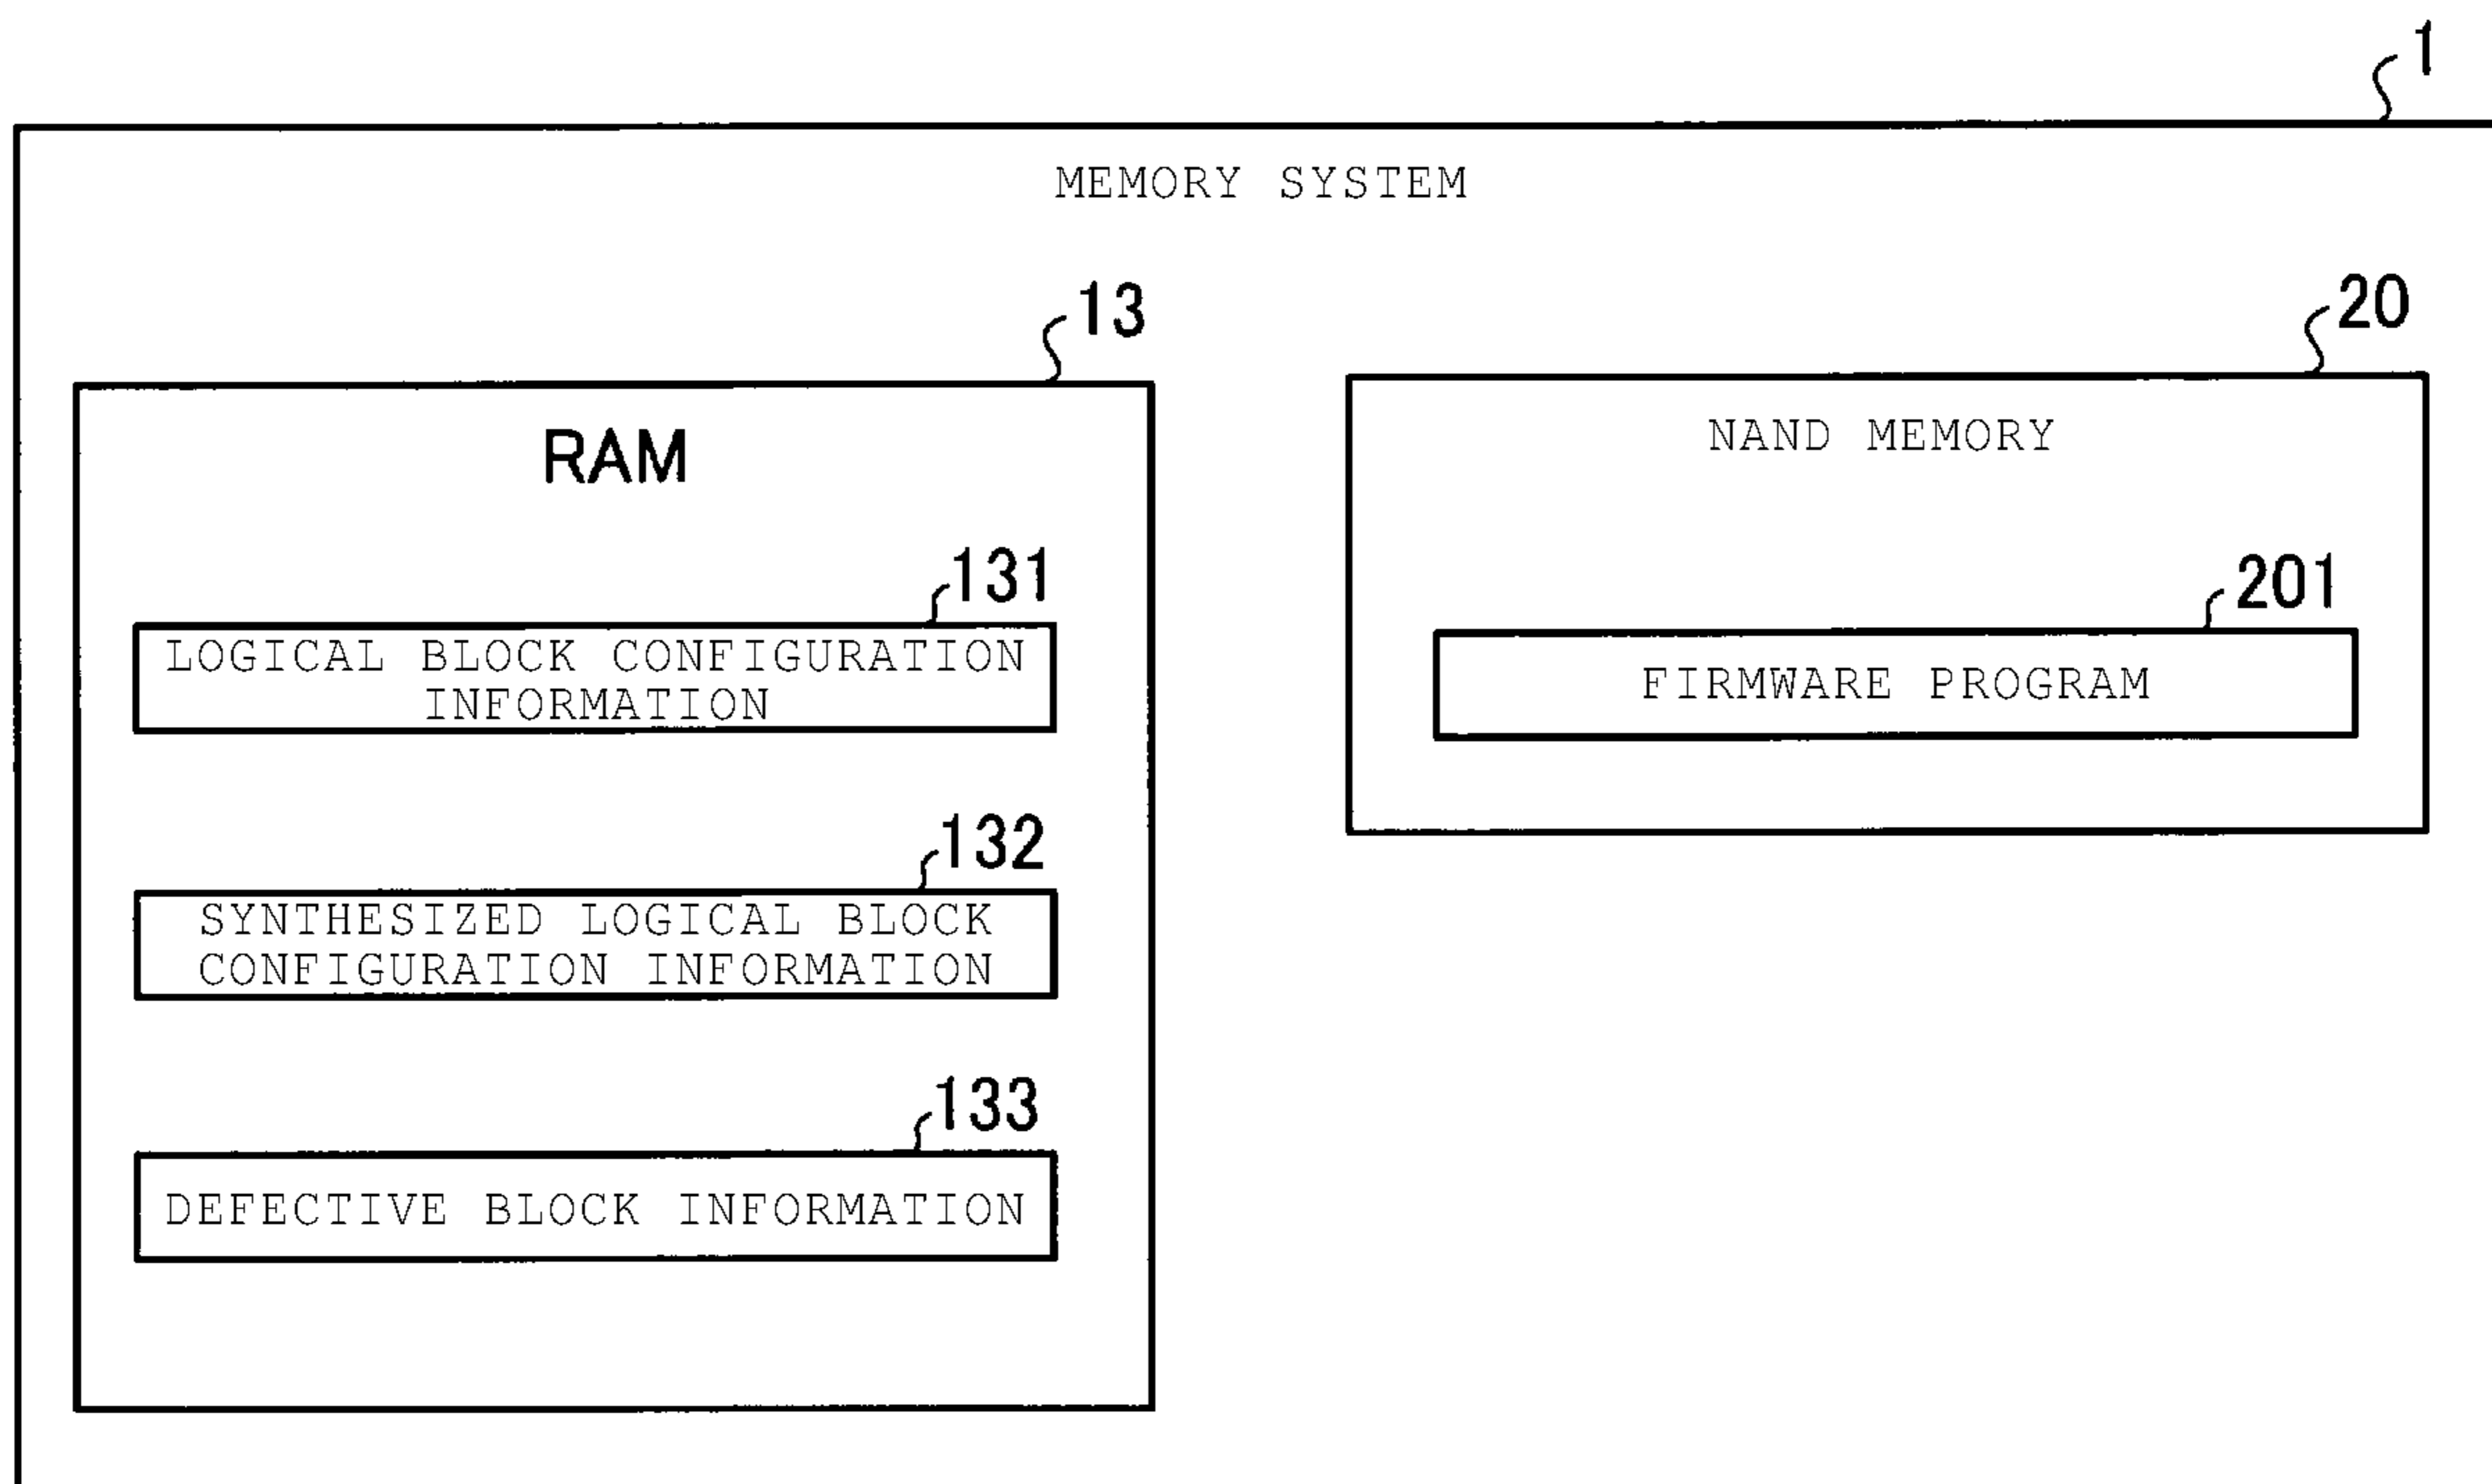 1
MEMORY SYSTEM
13
20
RAM
NAND MEMORY
131
201
LOGICAL BLOCK CONFIGURATION
INFORMATION
FIRMWARE PROGRAM
132
SYNTHESIZED LOGICAL BLOCK
CONFIGURATION INFORMATION
133
DEFECTIVE BLOCK INFORMATION